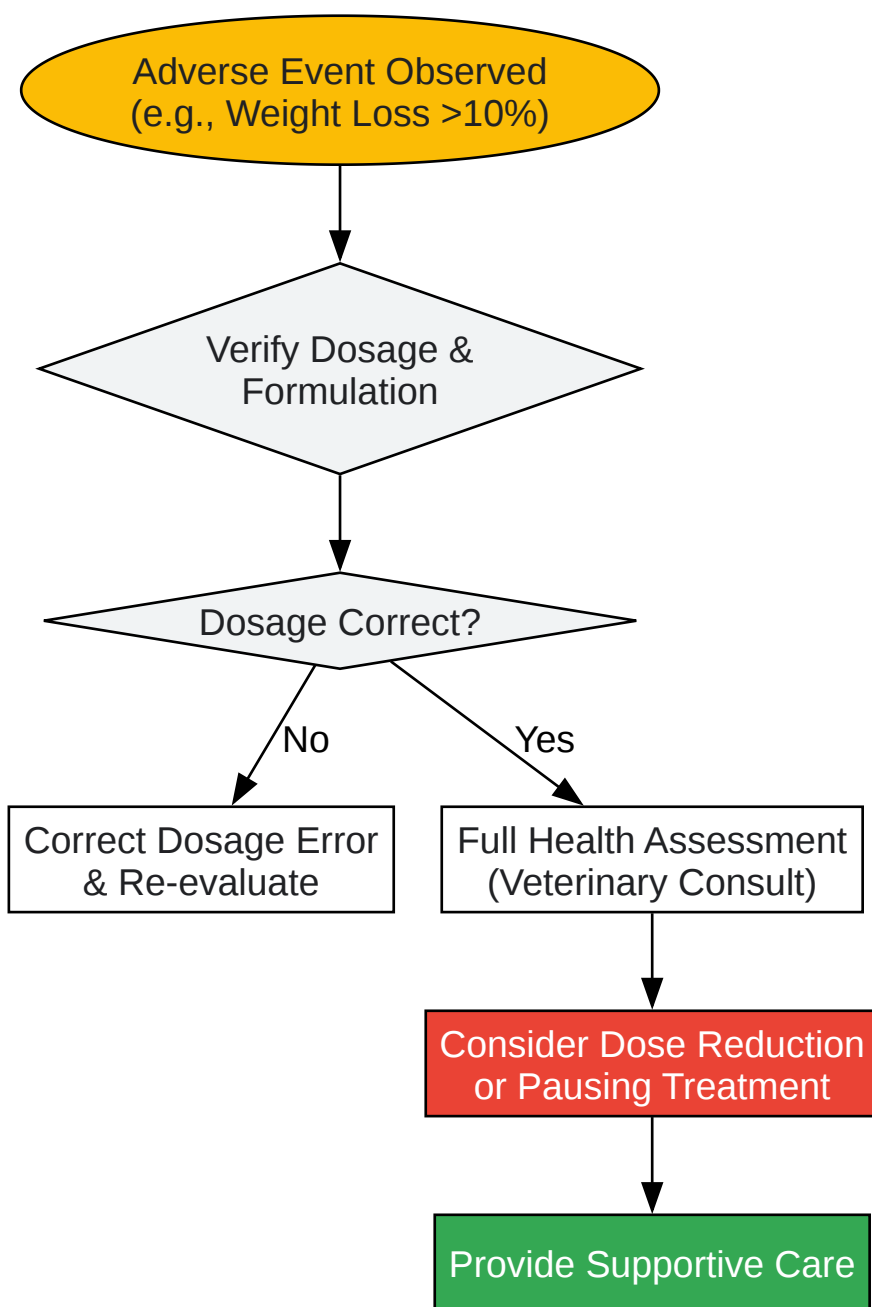 Adverse Event Observed
(e.g., Weight Loss >10%)
Verify Dosage &
Formulation
Dosage Correct?
No
Yes
Correct Dosage Error
& Re-evaluate
Full Health Assessment
(Veterinary Consult)
Consider Dose Reduction
or Pausing Treatment
Provide Supportive Care